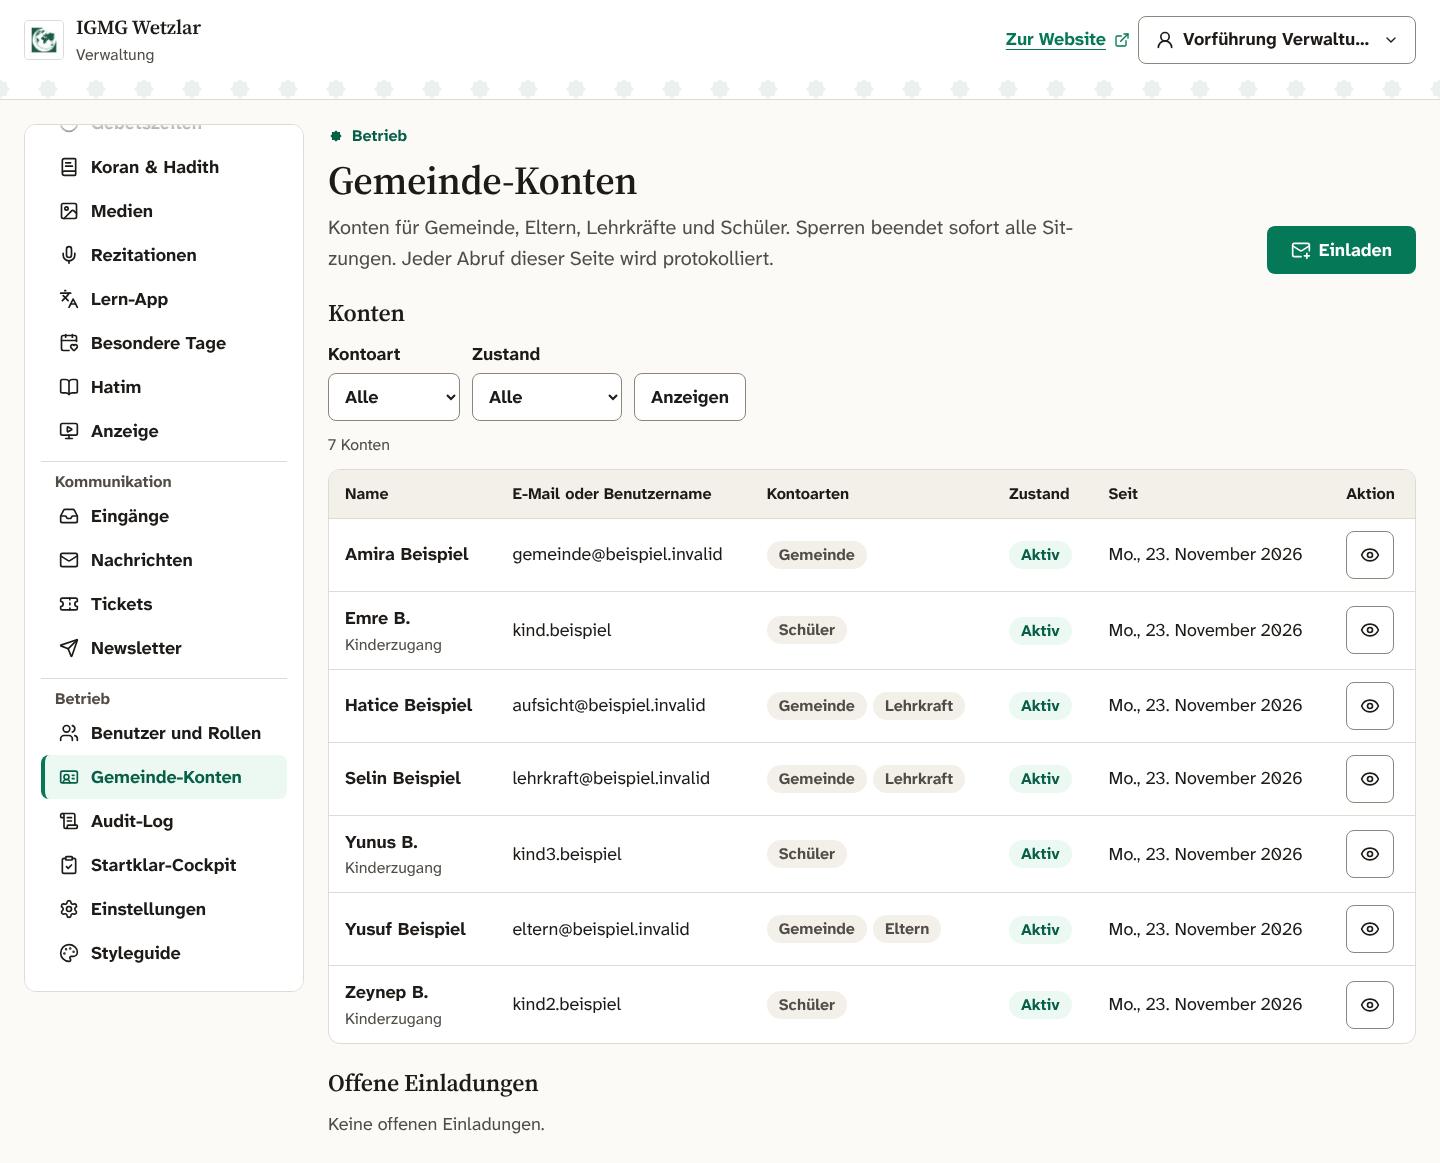 IGMG Wetzlar
Verwaltung
Zur Website
Vorführung Verwaltu...
Gebetszeiten
Koran & Hadith
Medien
Rezitationen
Lern-App
Besondere Tage
Hatim
Anzeige
Kommunikation
Eingänge
Nachrichten
Tickets
Newsletter
Betrieb
Benutzer und Rollen
Gemeinde-Konten
Audit-Log
Startklar-Cockpit
Einstellungen
Styleguide
Betrieb
Gemeinde-Konten
Konten für Gemeinde, Eltern, Lehrkräfte und Schüler. Sperren beendet sofort alle Sit-
zungen. Jeder Abruf dieser Seite wird protokolliert.
Einladen
Konten
Kontoart Zustand
Alle Alle Anzeigen
7 Konten
Name E-Mail oder Benutzername Kontoarten Zustand Seit Aktion
Amira Beispiel gemeinde@beispiel.invalid Gemeinde Aktiv Mo., 23. November 2026
Emre B. kind.beispiel Schüler Aktiv Mo., 23. November 2026
Kinderzugang
Hatice Beispiel aufsicht@beispiel.invalid Gemeinde Lehrkraft Aktiv Mo., 23. November 2026
Selin Beispiel lehrkraft@beispiel.invalid Gemeinde Lehrkraft Aktiv Mo., 23. November 2026
Yunus B. kind3.beispiel Schüler Aktiv Mo., 23. November 2026
Kinderzugang
Yusuf Beispiel eltern@beispiel.invalid Gemeinde Eltern Aktiv Mo., 23. November 2026
Zeynep B. kind2.beispiel Schüler Aktiv Mo., 23. November 2026
Kinderzugang
Offene Einladungen
Keine offenen Einladungen.